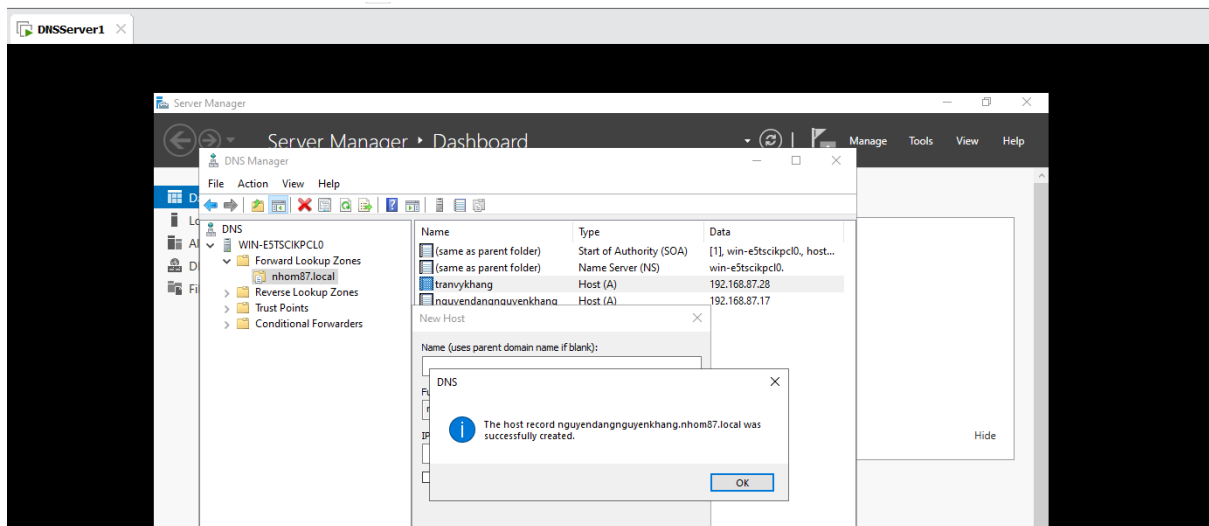 DNSServer1
Server Manager
Server Manager • Dashboard
Manage Tools View Help
DNS Manager
File Action View Help
DNS
WIN-E5TSCIKPCL0
Forward Lookup Zones
nhom87.local
Reverse Lookup Zones
Trust Points
Conditional Forwarders
Name Type Data
(same as parent folder) Start of Authority (SOA) [1], win-e5tscikpcl0., host...
(same as parent folder) Name Server (NS) win-e5tscikpcl0.
tranvykhang Host (A) 192.168.87.28
nguyendangnguyenkhang Host (A) 192.168.87.17
New Host
Name (uses parent domain name if blank):
DNS
The host record nguyendangnguyenkhang.nhom87.local was
successfully created.
OK
Hide